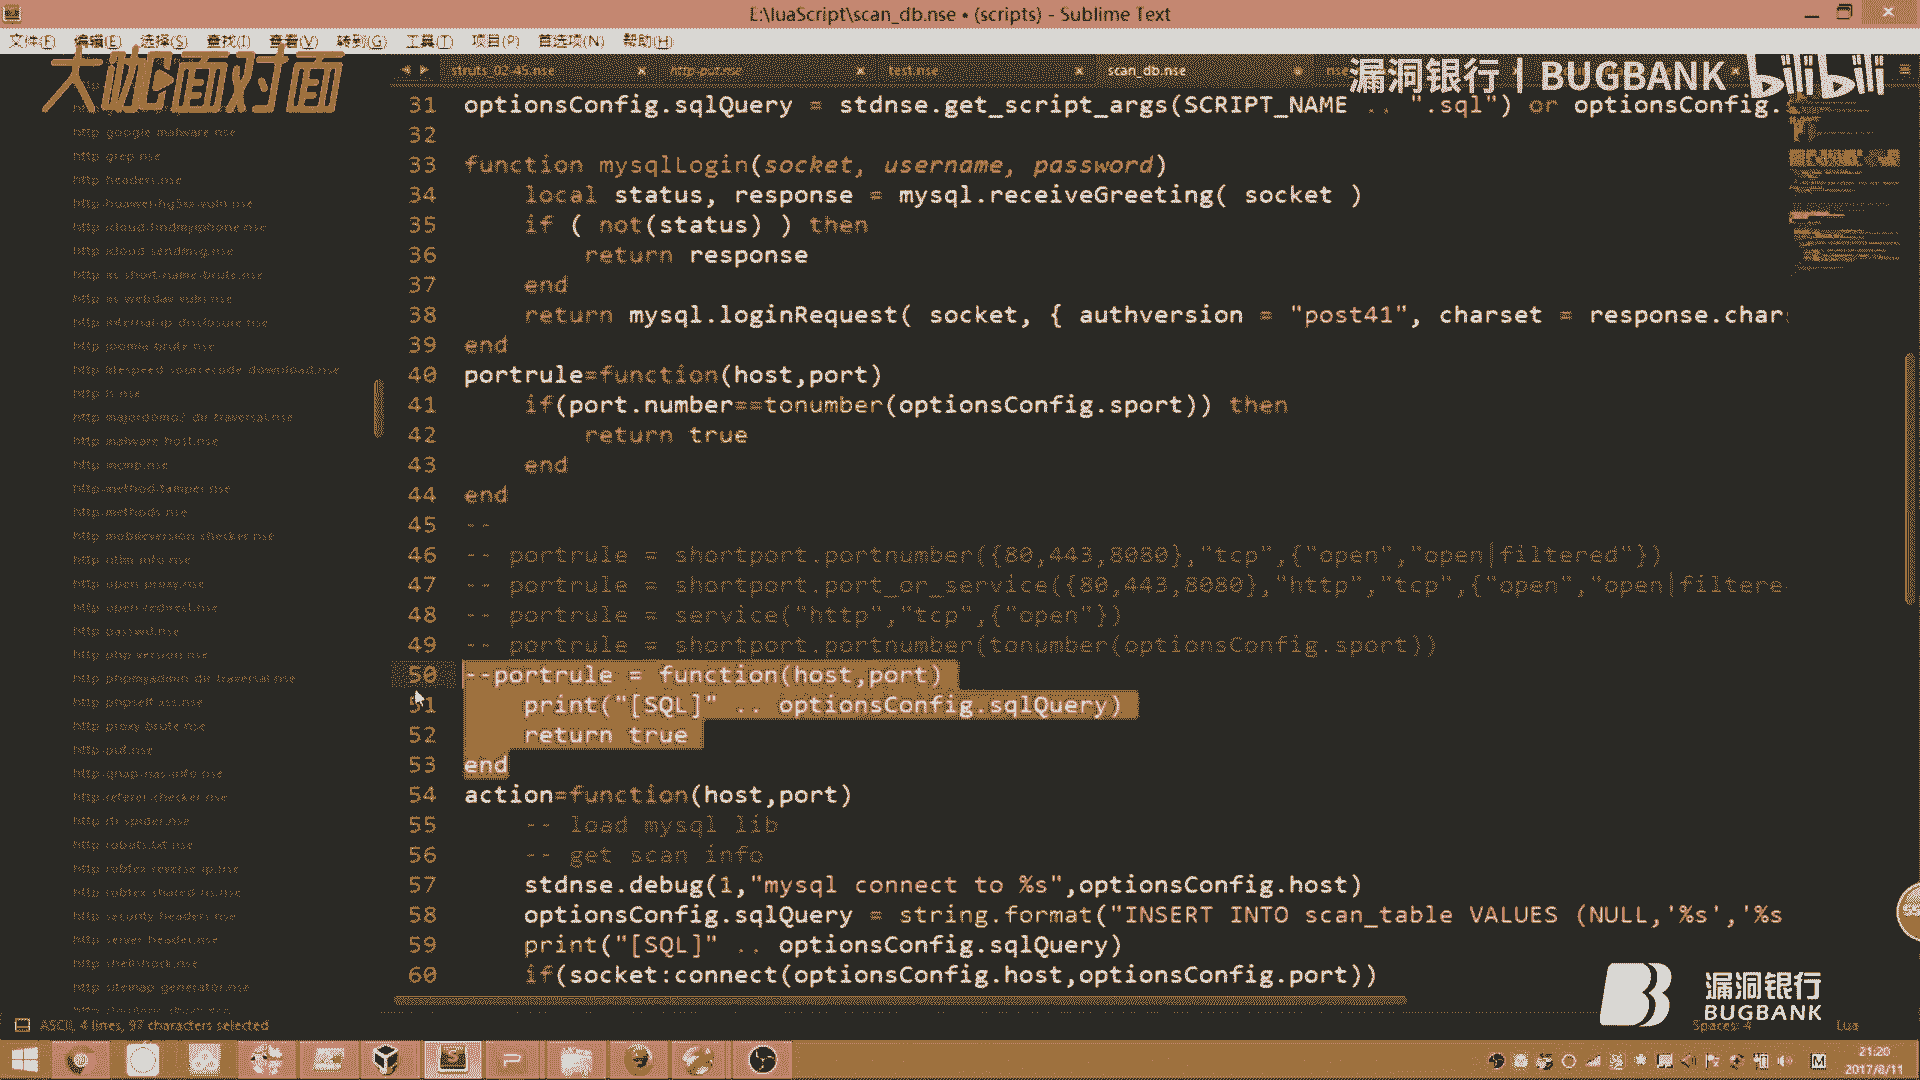 E:\luaScript\scan_db.nse • (scripts) - Sublime Text
文件(F) 编辑(E) 选择(S) 查找(I) 查看(V) 转到(G) 工具(T) 项目(P) 首选项(N) 帮助(H)
大咖面对面
struts_02-45.nse
http-put.nse
test.nse
scan_db.nse
漏洞银行丨BUGBANK bilibili
http-google-malware.nse
http-grep.nse
http-headers.nse
http-huawei-hg5xx-vuln.nse
http-icloud-findmyiphone.nse
http-icloud-sendmsg.nse
http-iis-short-name-brute.nse
http-iis-webdav-vuln.nse
http-internal-ip-disclosure.nse
http-joomla-brute.nse
http-litespeed-sourcecode-download.nse
http-ls.nse
http-majordomo2-dir-traversal.nse
http-malware-host.nse
http-mcmp.nse
http-method-tamper.nse
http-methods.nse
http-mobileversion-checker.nse
http-ntlm-info.nse
http-open-proxy.nse
http-open-redirect.nse
http-passwd.nse
http-php-version.nse
http-phpmyadmin-dir-traversal.nse
http-phpself-xss.nse
http-proxy-brute.nse
http-put.nse
http-qnap-nas-info.nse
http-referer-checker.nse
http-rfi-spider.nse
http-robots.txt.nse
http-robtex-reverse-ip.nse
http-robtex-shared-ns.nse
http-security-headers.nse
http-server-header.nse
http-shellshock.nse
http-sitemap-generator.nse
31 optionsConfig.sqlQuery = stdnse.get_script_args(SCRIPT_NAME .. ".sql") or optionsConfig.
32
33 function mysqlLogin(socket, username, password)
34 local status, response = mysql.receiveGreeting( socket )
35 if ( not(status) ) then
36 return response
37 end
38 return mysql.loginRequest( socket, { authversion = "post41", charset = response.char
39 end
40 portrule=function(host,port)
41 if(port.number==tonumber(optionsConfig.sport)) then
42 return true
43 end
44 end
45 --
46 -- portrule = shortport.portnumber({80,443,8080},"tcp",{"open","open|filtered"})
47 -- portrule = shortport.port_or_service({80,443,8080},"http","tcp",{"open","open|filtere
48 -- portrule = service("http","tcp",{"open"})
49 -- portrule = shortport.portnumber(tonumber(optionsConfig.sport))
50 --portrule = function(host,port)
51 print("[SQL]" .. optionsConfig.sqlQuery)
52 return true
53 end
54 action=function(host,port)
55 -- load mysql lib
56 -- get scan info
57 stdnse.debug(1,"mysql connect to %s",optionsConfig.host)
58 optionsConfig.sqlQuery = string.format("INSERT INTO scan_table VALUES (NULL,'%s','%s
59 print("[SQL]" .. optionsConfig.sqlQuery)
60 if(socket:connect(optionsConfig.host,optionsConfig.port))
漏洞银行
BUGBANK
ASCII, 4 lines, 97 characters selected
Spaces: 4
Lua
21:20
2017/8/11